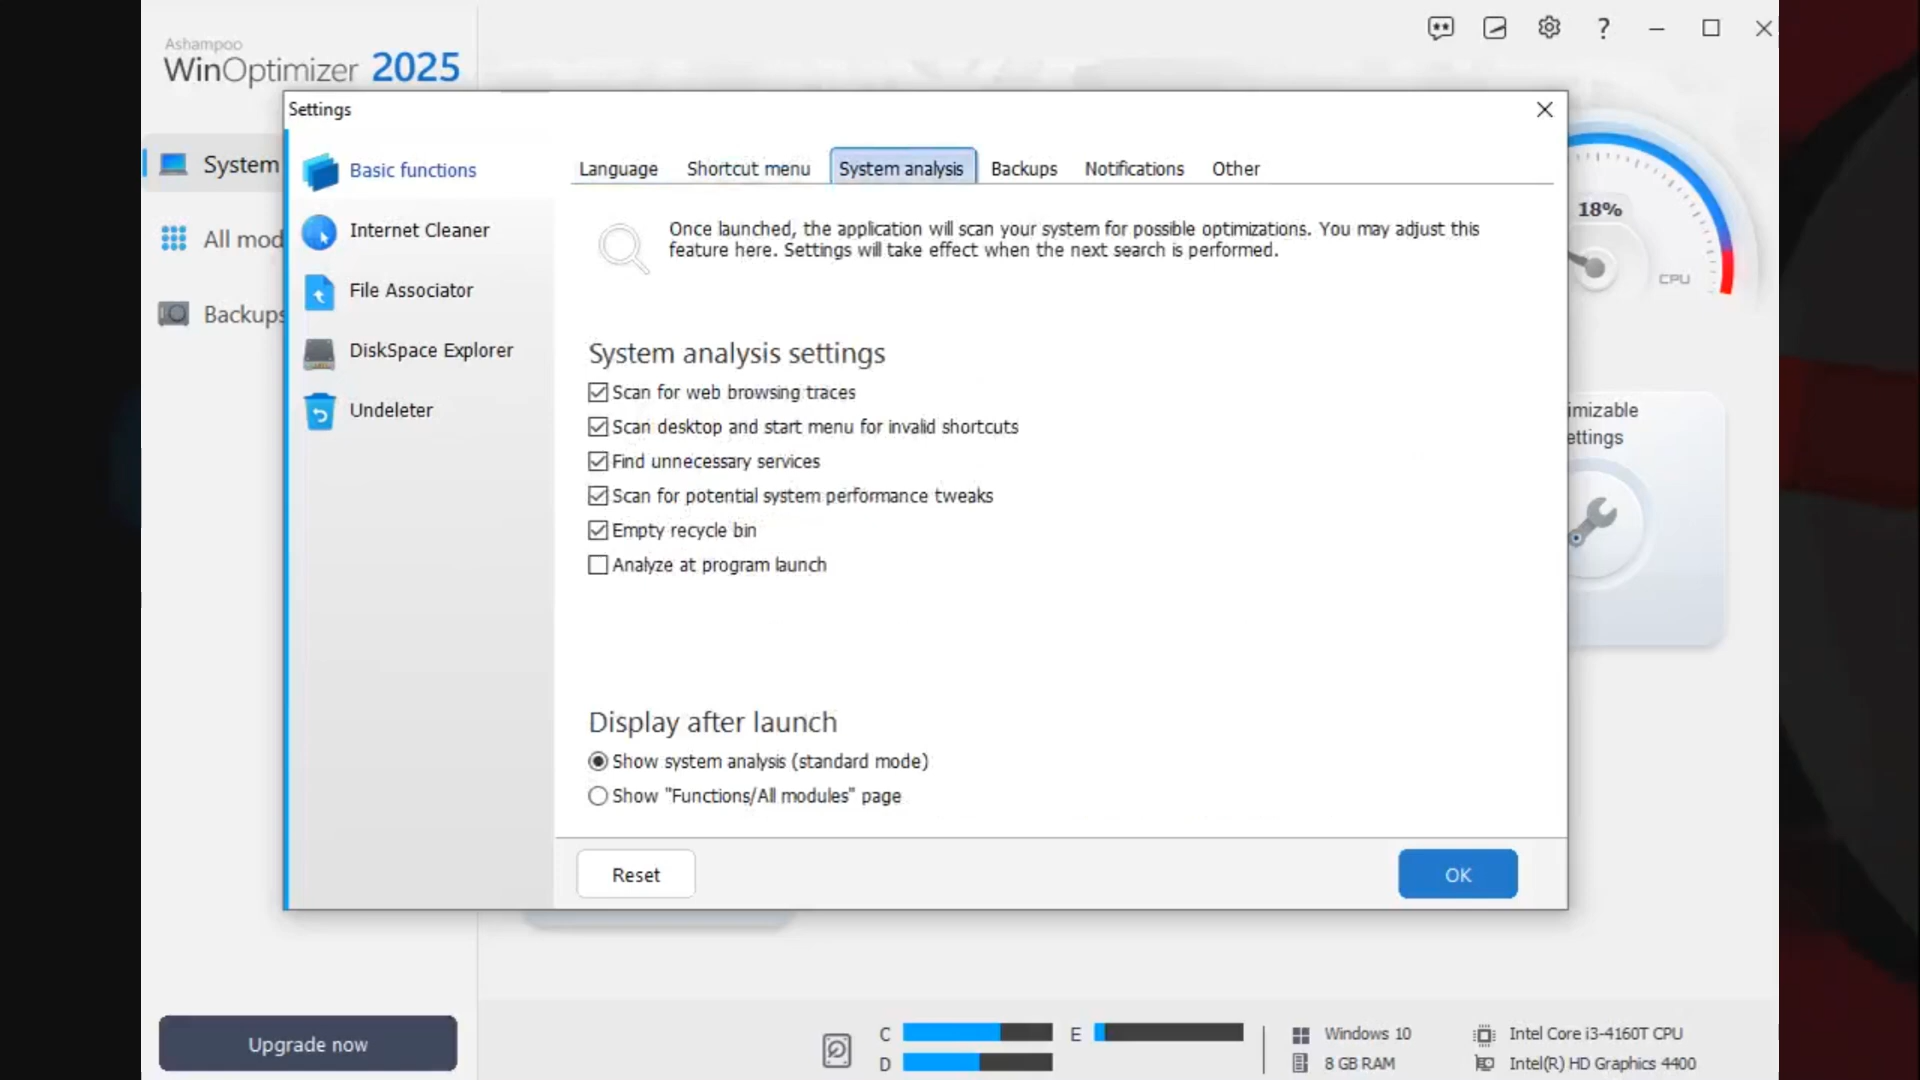 Ashampoo
WinOptimizer 2025
Settings
System
All mod
Backups
Basic functions
Internet Cleaner
File Associator
DiskSpace Explorer
Undeleter
Language Shortcut menu System analysis Backups Notifications Other
Once launched, the application will scan your system for possible optimizations. You may adjust this
feature here. Settings will take effect when the next search is performed.
System analysis settings
Scan for web browsing traces
Scan desktop and start menu for invalid shortcuts
Find unnecessary services
Scan for potential system performance tweaks
Empty recycle bin
Analyze at program launch
Display after launch
Show system analysis (standard mode)
Show "Functions/All modules" page
Reset
OK
18%
CPU
imizable
ettings
Upgrade now
C
D
E
Windows 10
8 GB RAM
Intel Core i3-4160T CPU
Intel(R) HD Graphics 4400